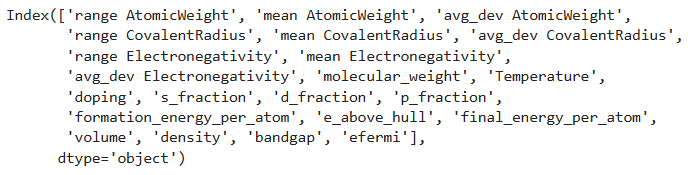 Index(['range AtomicWeight', 'mean AtomicWeight', 'avg_dev AtomicWeight',
'range CovalentRadius', 'mean CovalentRadius', 'avg_dev CovalentRadius',
'range Electronegativity', 'mean Electronegativity',
'avg_dev Electronegativity', 'molecular_weight', 'Temperature',
'doping', 's_fraction', 'd_fraction', 'p_fraction',
'formation_energy_per_atom', 'e_above_hull', 'final_energy_per_atom',
'volume', 'density', 'bandgap', 'efermi'],
dtype='object')